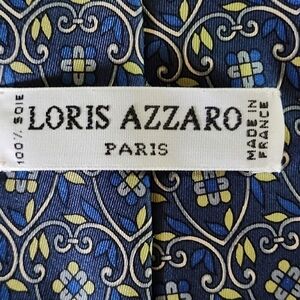 100% SOIE
LORIS AZZARO
PARIS
MADE IN
FRANCE